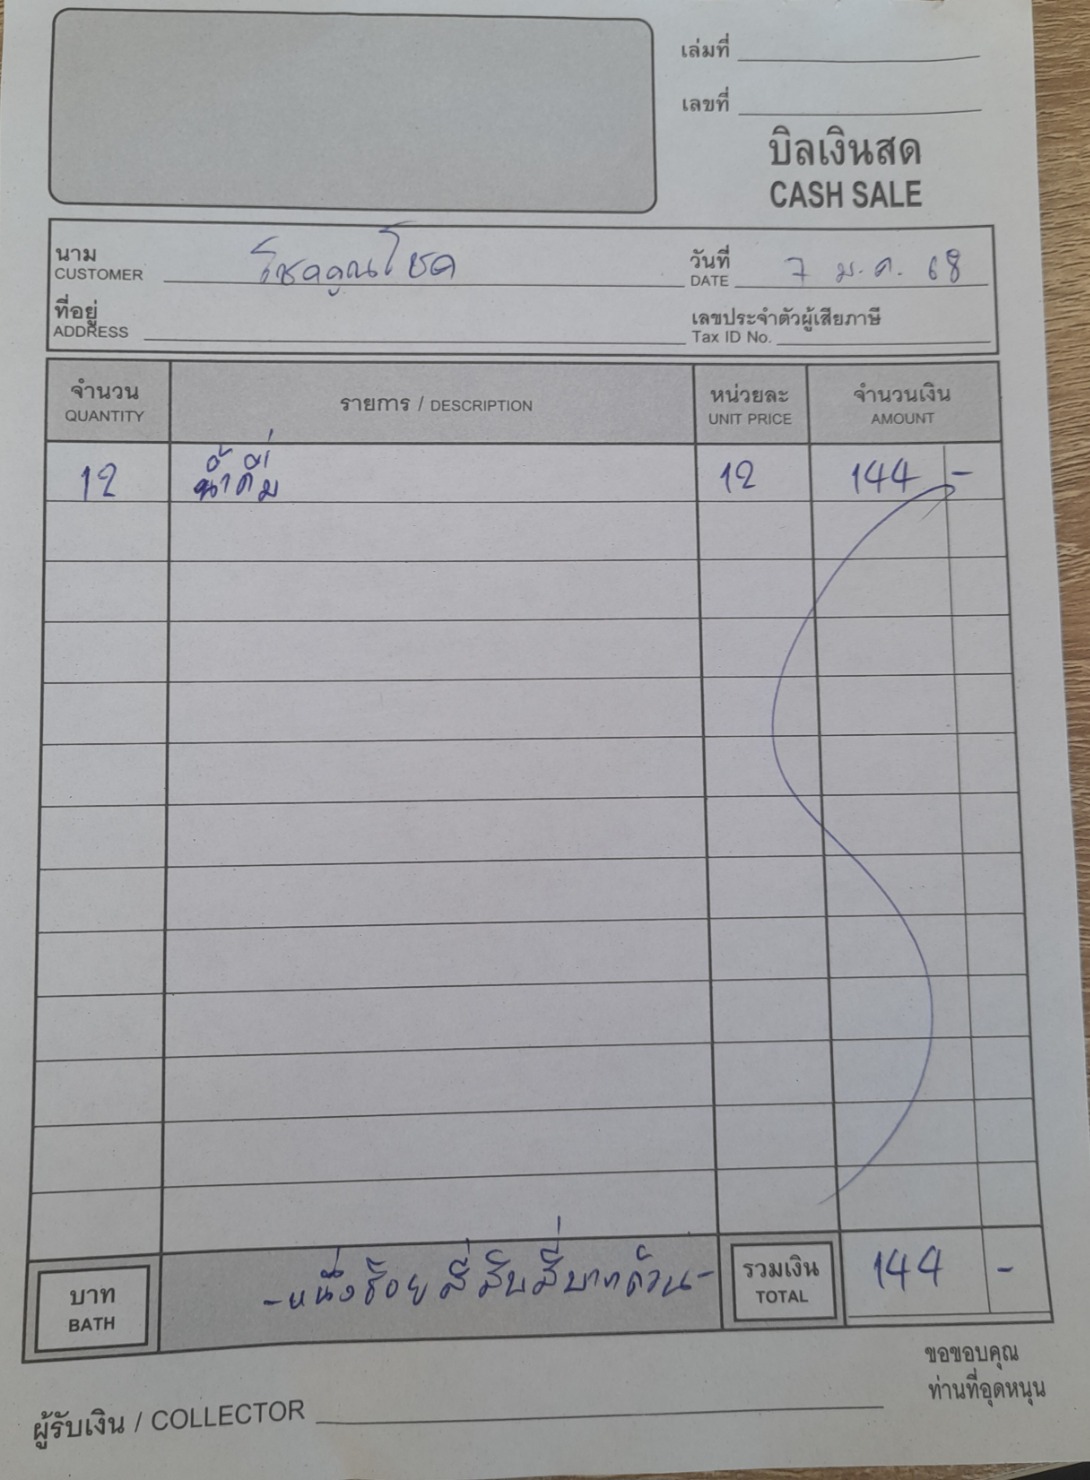 เล่มที่
เลขที่
บิลเงินสด
CASH SALE
นาม โชคคูณโชค วันที่ 7 ม.ค. 68
CUSTOMER DATE
ที่อยู่ เลขประจำตัวผู้เสียภาษี
ADDRESS Tax ID No.
จำนวน รายการ / DESCRIPTION หน่วยละ จำนวนเงิน
QUANTITY UNIT PRICE AMOUNT
12 น้ำดื่ม 12 144 -
บาท -หนึ่งร้อยสี่สิบสี่บาทถ้วน- รวมเงิน 144 -
BATH TOTAL
ขอขอบคุณ
ท่านที่อุดหนุน
ผู้รับเงิน / COLLECTOR